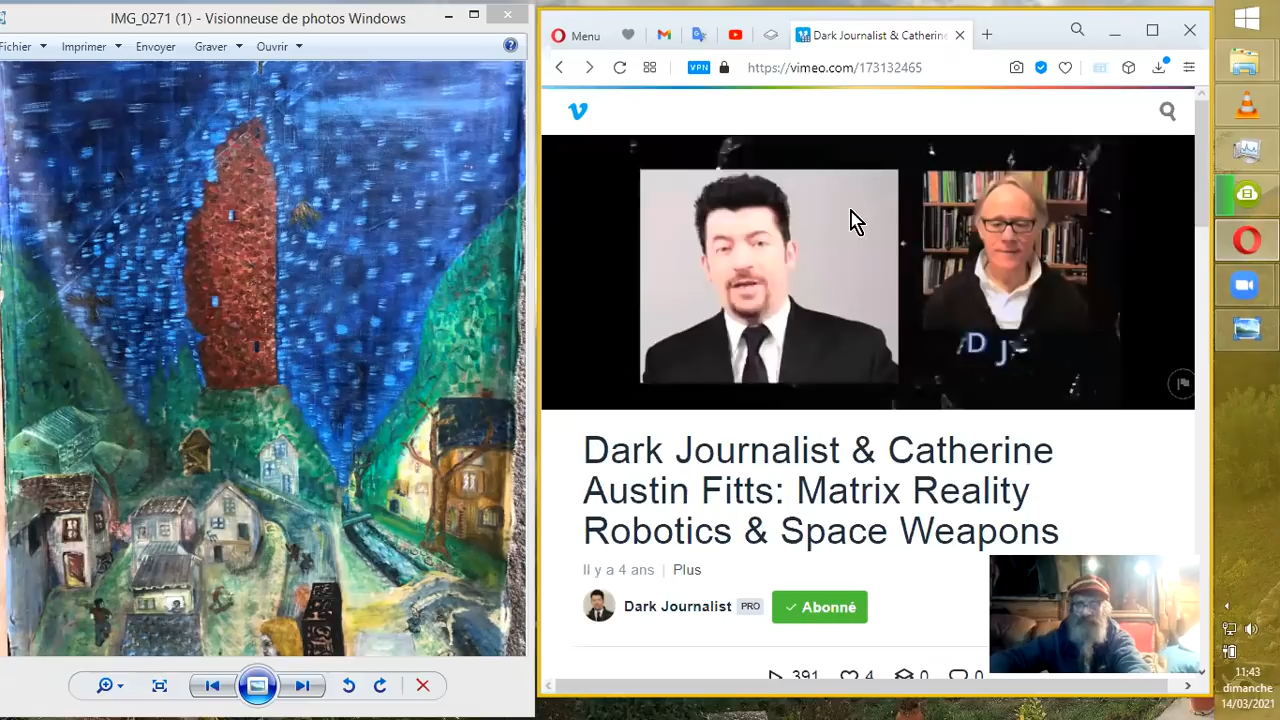 IMG_0271 (1) - Visionneuse de photos Windows
Fichier
Imprimer
Envoyer
Graver
Ouvrir
Menu
Dark Journalist & Catherine
VPN
https://vimeo.com/173132465
D J
Dark Journalist & Catherine
Austin Fitts: Matrix Reality
Robotics & Space Weapons
Il y a 4 ans | Plus
Dark Journalist PRO
Abonné
391
4
0
0
11:43
dimanche
14/03/2021